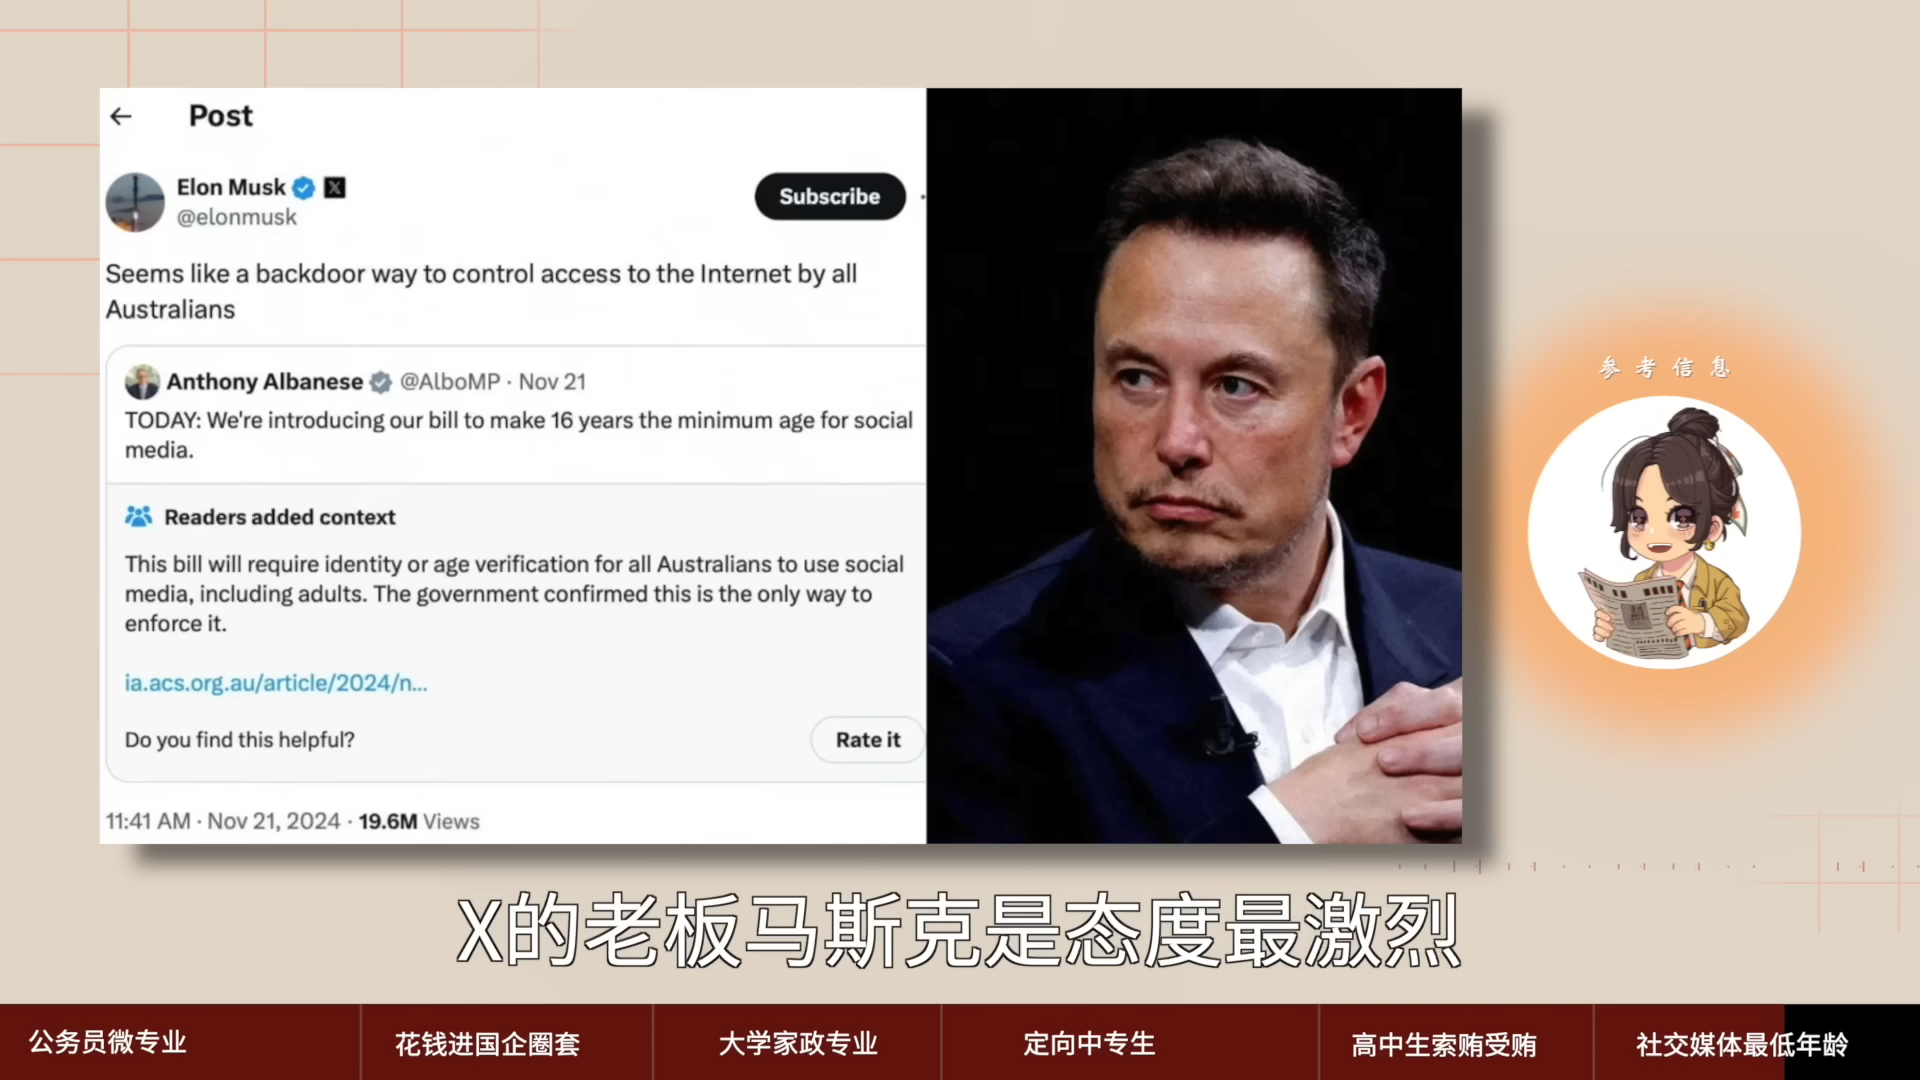 Post
Elon Musk
@elonmusk
Subscribe
Seems like a backdoor way to control access to the Internet by all
Australians
Anthony Albanese @AlboMP · Nov 21
TODAY: We're introducing our bill to make 16 years the minimum age for social
media.
Readers added context
This bill will require identity or age verification for all Australians to use social
media, including adults. The government confirmed this is the only way to
enforce it.
ia.acs.org.au/article/2024/n...
Do you find this helpful?
Rate it
11:41 AM · Nov 21, 2024 · 19.6M Views
参考信息
X的老板马斯克是态度最激烈
公务员微专业
花钱进国企圈套
大学家政专业
定向中专生
高中生索贿受贿
社交媒体最低年龄